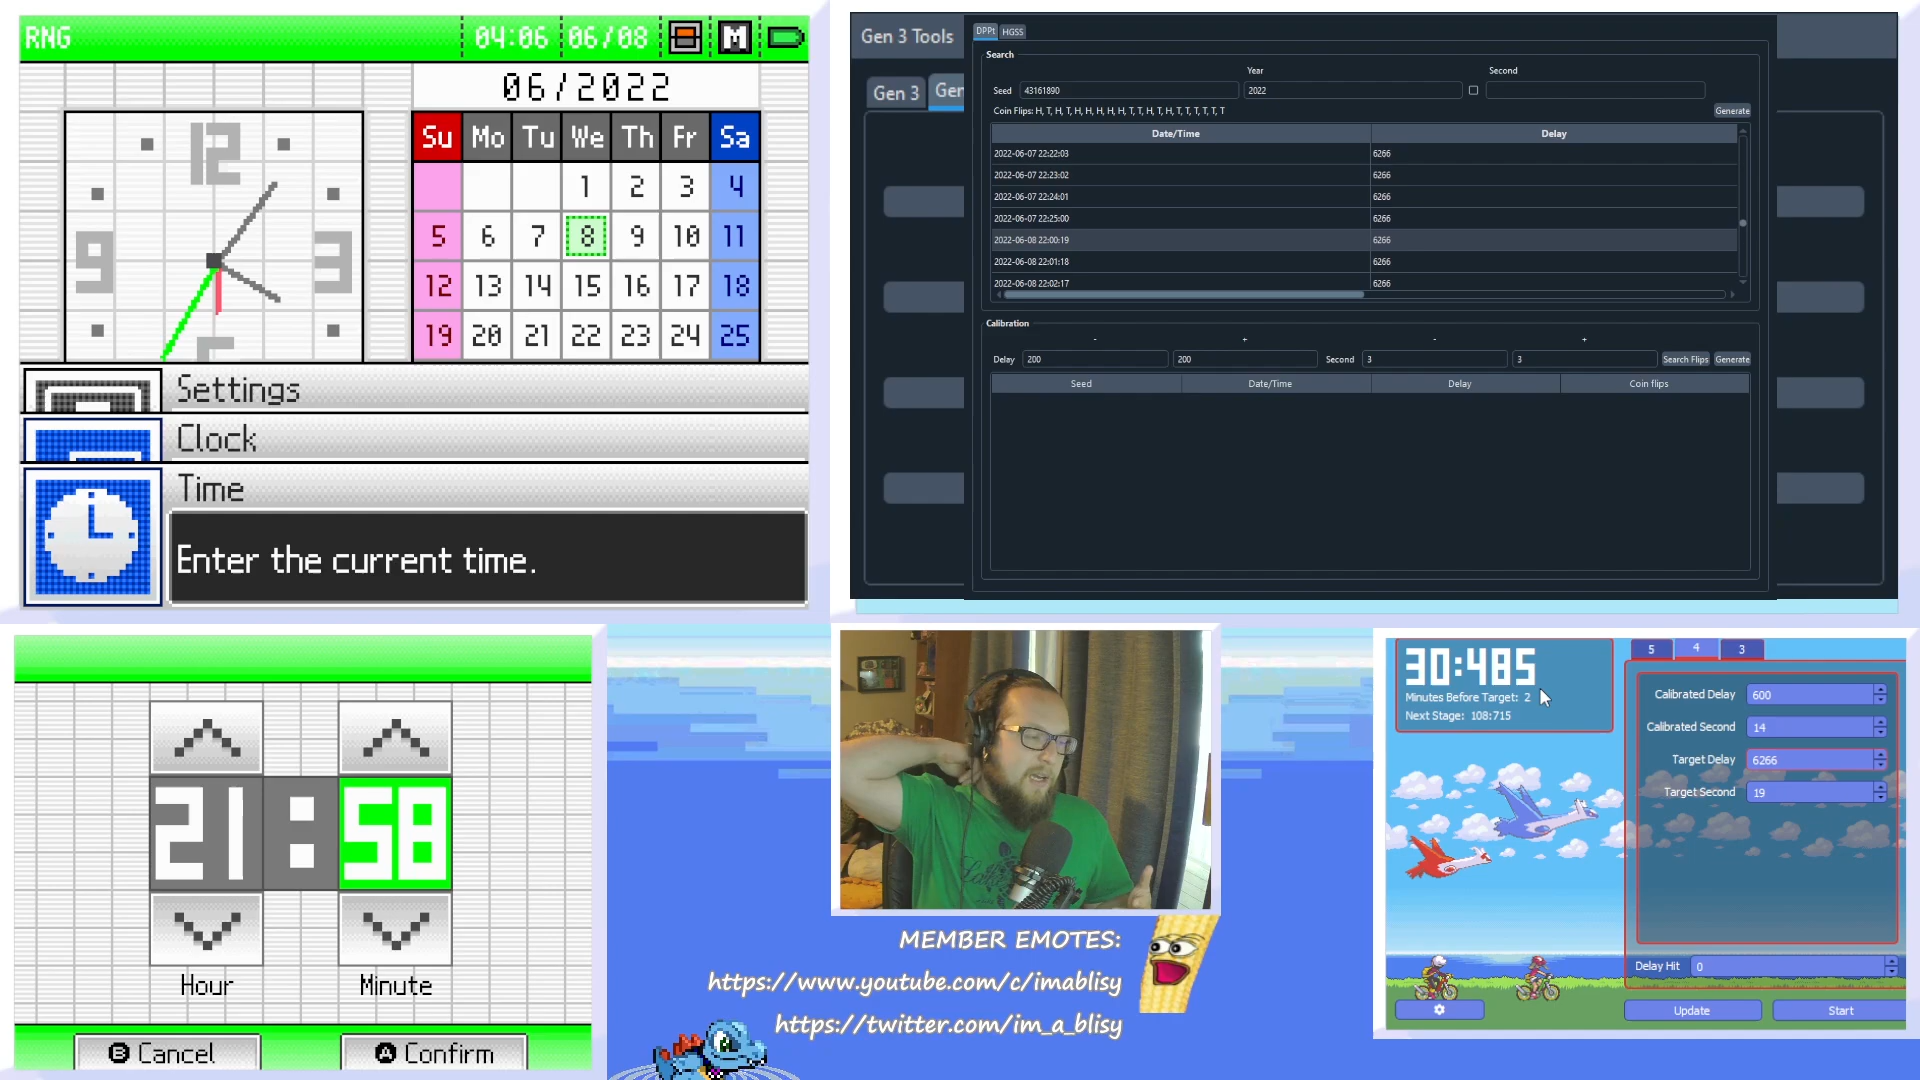 RNG
04:06
06/08
M
06/2022
Su Mo Tu We Th Fr Sa
1 2 3 4
5 6 7 8 9 10 11
12 13 14 15 16 17 18
19 20 21 22 23 24 25
12
9
3
Settings
Clock
Time
Enter the current time.
21:58
Hour
Minute
B Cancel
A Confirm
Gen 3 Tools
Gen 3
Gen
DPPt
HGSS
Search
Year
Second
Seed 43161890
2022
Coin Flips: H, T, H, T, H, H, H, H, H, T, T, H, T, H, T, T, T, T, T, T
Generate
Date/Time Delay
2022-06-07 22:22:03 6266
2022-06-07 22:23:02 6266
2022-06-07 22:24:01 6266
2022-06-07 22:25:00 6266
2022-06-08 22:00:19 6266
2022-06-08 22:01:18 6266
2022-06-08 22:02:17 6266
Calibration
- + - +
Delay 200 200 Second 3 3 Search Flips Generate
Seed Date/Time Delay Coin flips
MEMBER EMOTES:
https://www.youtube.com/c/imablisy
https://twitter.com/im_a_blisy
30:485
Minutes Before Target: 2
Next Stage: 108:715
5 4 3
Calibrated Delay 600
Calibrated Second 14
Target Delay 6266
Target Second 19
Delay Hit 0
Update
Start